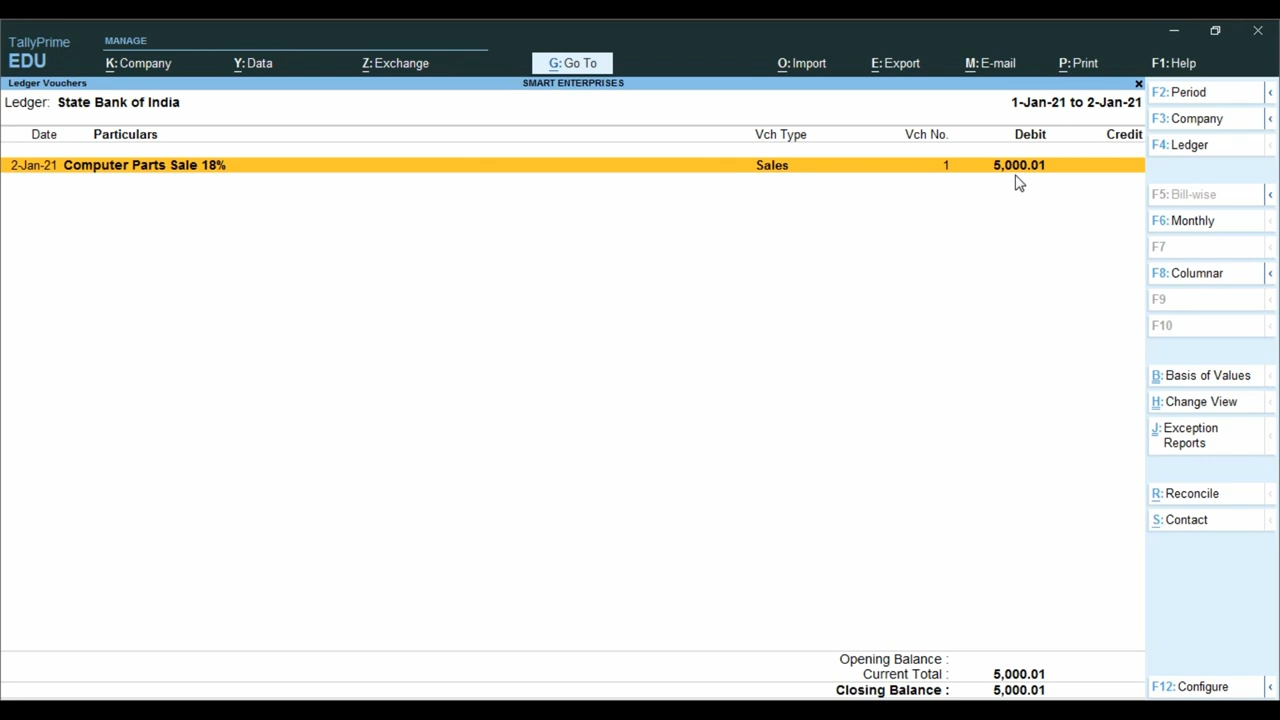 TallyPrime
EDU
MANAGE
K: Company
Y: Data
Z: Exchange
G: Go To
O: Import
E: Export
M: E-mail
P: Print
F1: Help
Ledger Vouchers
SMART ENTERPRISES
×
Ledger: State Bank of India
1-Jan-21 to 2-Jan-21
Date Particulars Vch Type Vch No. Debit Credit
2-Jan-21 Computer Parts Sale 18% Sales 1 5,000.01
Opening Balance :
Current Total : 5,000.01
Closing Balance : 5,000.01
F2: Period
F3: Company
F4: Ledger
F5: Bill-wise
F6: Monthly
F7
F8: Columnar
F9
F10
B: Basis of Values
H: Change View
J: Exception
Reports
R: Reconcile
S: Contact
F12: Configure